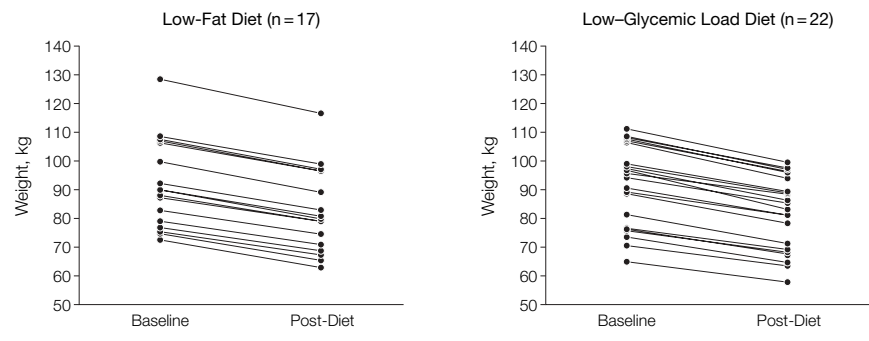 Low-Fat Diet (n = 17)
Weight, kg
140
130
120
110
100
90
80
70
60
50
Baseline
Post-Diet
Low–Glycemic Load Diet (n = 22)
Weight, kg
140
130
120
110
100
90
80
70
60
50
Baseline
Post-Diet